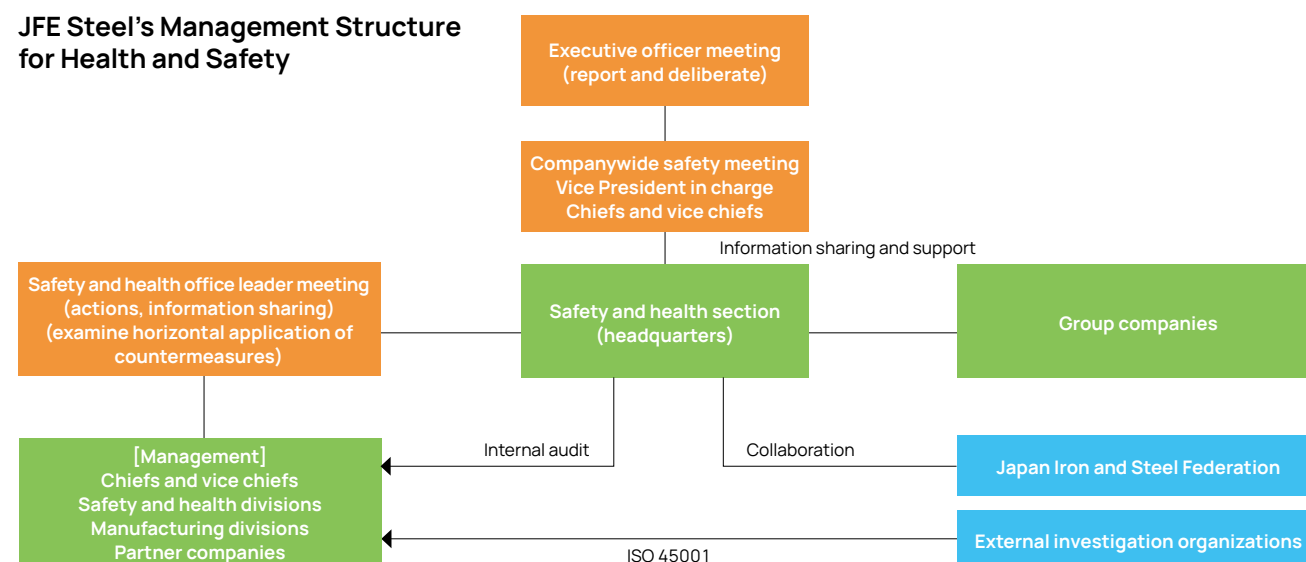 JFE Steel's Management Structure
for Health and Safety
Executive officer meeting
(report and deliberate)
Companywide safety meeting
Vice President in charge
Chiefs and vice chiefs
Information sharing and support
Safety and health office leader meeting
(actions, information sharing)
(examine horizontal application of
countermeasures)
Safety and health section
(headquarters)
Group companies
[Management]
Chiefs and vice chiefs
Safety and health divisions
Manufacturing divisions
Partner companies
Internal audit
Collaboration
Japan Iron and Steel Federation
External investigation organizations
ISO 45001